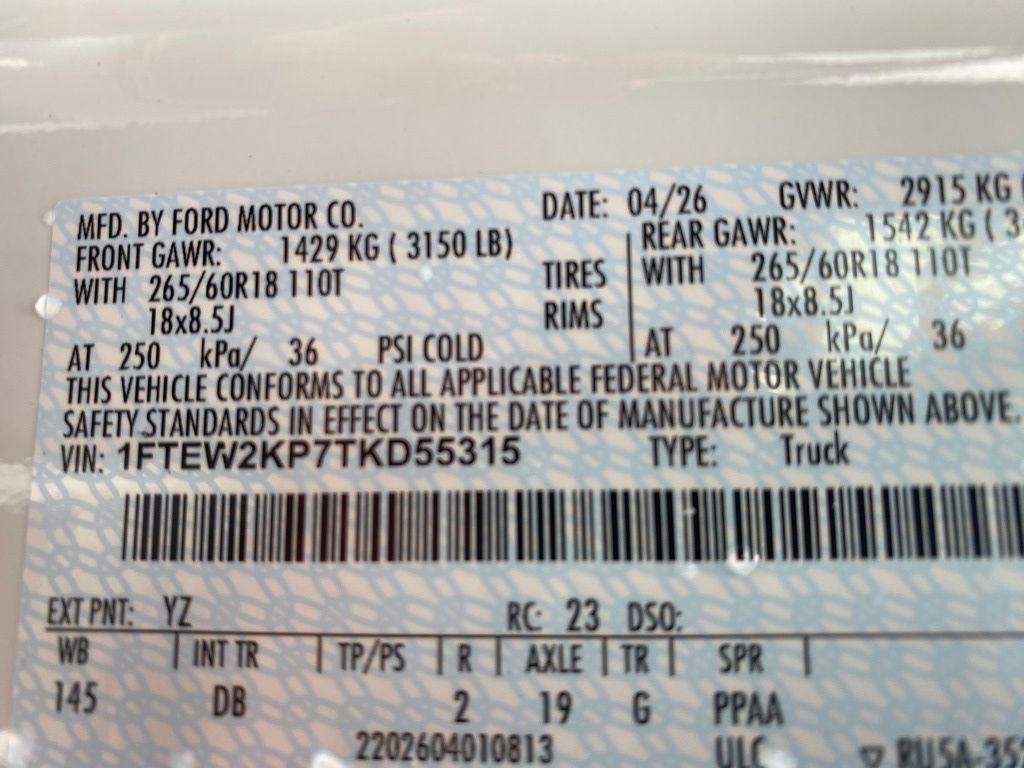 MFD. BY FORD MOTOR CO. DATE: 04/26 GVWR: 2915 KG (
FRONT GAWR: 1429 KG ( 3150 LB) REAR GAWR: 1542 KG ( 3
WITH 265/60R18 110T TIRES WITH 265/60R18 110T
18x8.5J RIMS 18x8.5J
AT 250 kPa/ 36 PSI COLD AT 250 kPa/ 36
THIS VEHICLE CONFORMS TO ALL APPLICABLE FEDERAL MOTOR VEHICLE
SAFETY STANDARDS IN EFFECT ON THE DATE OF MANUFACTURE SHOWN ABOVE.
VIN: 1FTEW2KP7TKD55315 TYPE: Truck
EXT PNT: YZ RC: 23 DSO:
WB INT TR TP/PS R AXLE TR SPR
145 DB 2 19 G PPAA
2202604010813 ULC ▽ RU5A-35